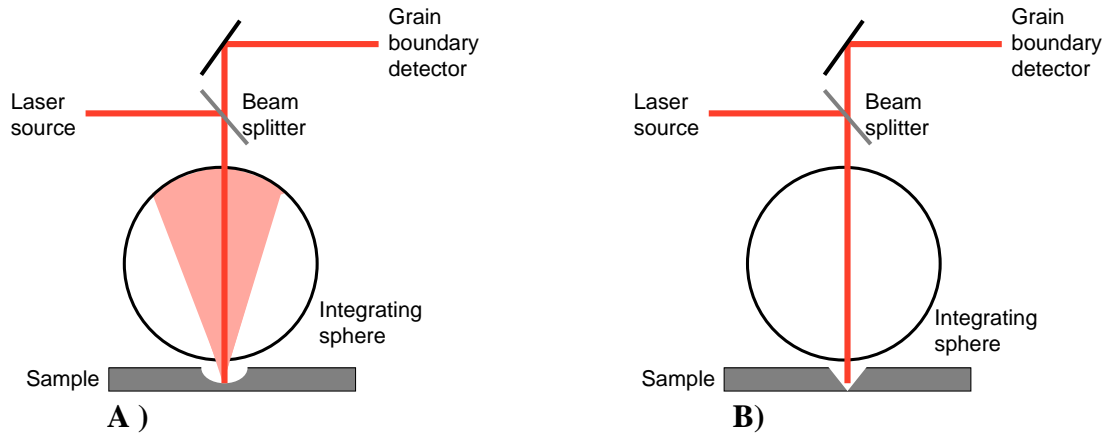 Grain
boundary
detector
Laser
source
Beam
splitter
Integrating
sphere
Sample
A )
Grain
boundary
detector
Laser
source
Beam
splitter
Integrating
sphere
Sample
B)